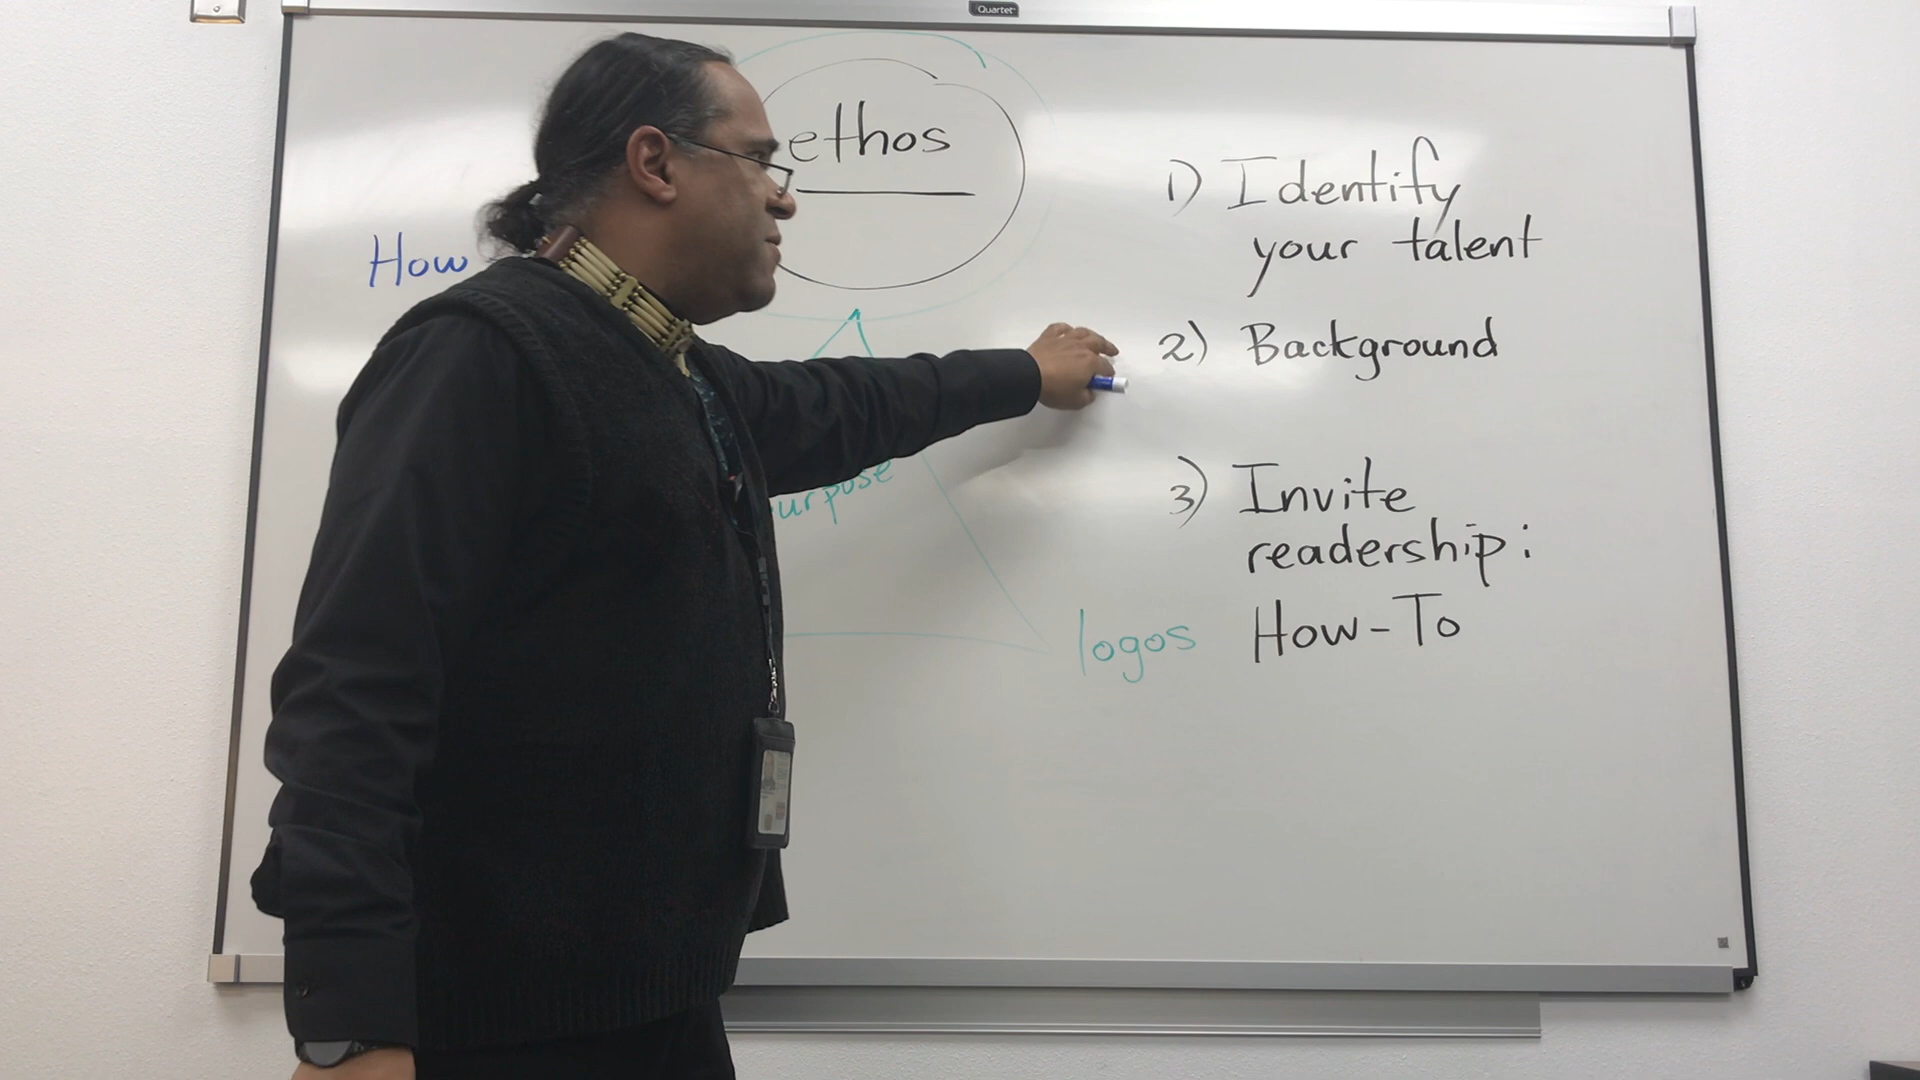 Quartet
ethos
How
urpose
logos
1) Identify
your talent
2) Background
3) Invite
readership:
How-To